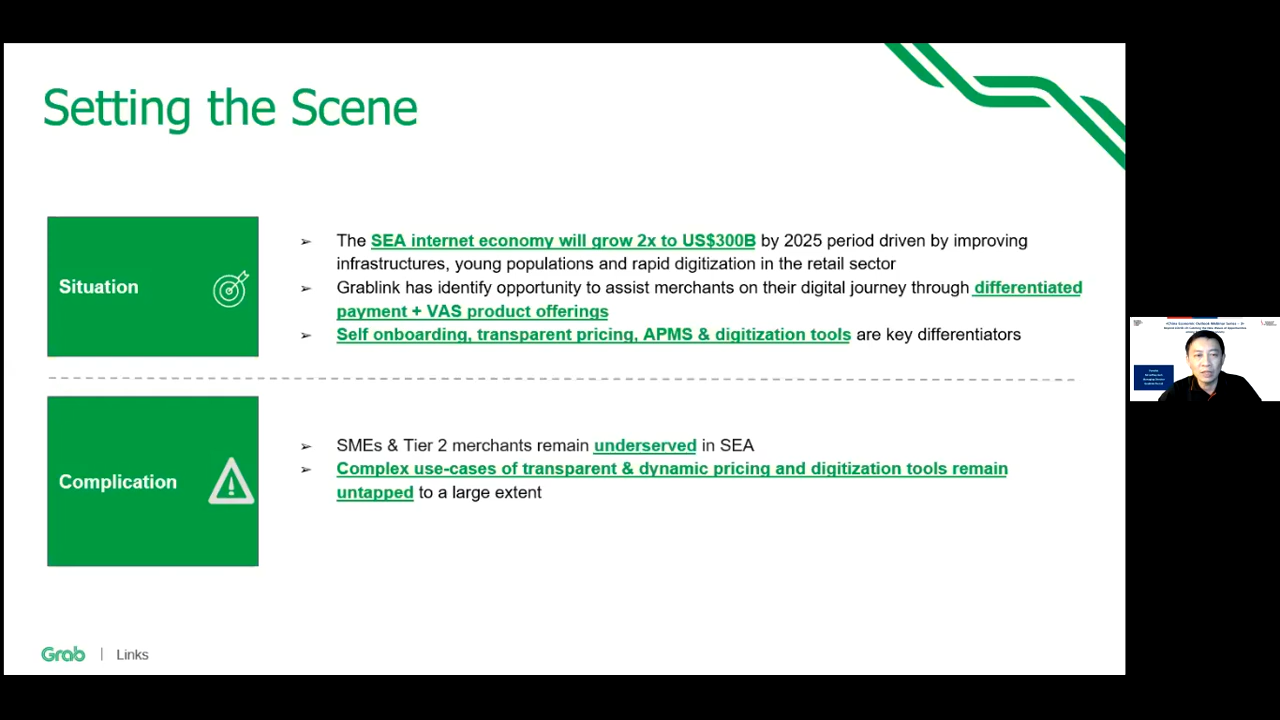 Setting the Scene
Situation
➢ The SEA internet economy will grow 2x to US$300B by 2025 period driven by improving
infrastructures, young populations and rapid digitization in the retail sector
➢ Grablink has identify opportunity to assist merchants on their digital journey through differentiated
payment + VAS product offerings
➢ Self onboarding, transparent pricing, APMS & digitization tools are key differentiators
Complication
➢ SMEs & Tier 2 merchants remain underserved in SEA
➢ Complex use-cases of transparent & dynamic pricing and digitization tools remain
untapped to a large extent
Grab | Links